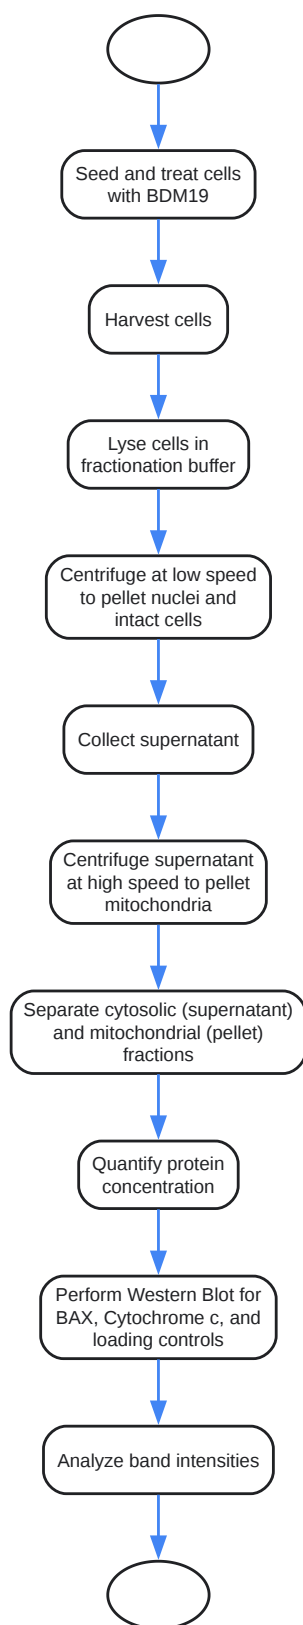 Seed and treat cells
with BDM19
Harvest cells
Lyse cells in
fractionation buffer
Centrifuge at low speed
to pellet nuclei and
intact cells
Collect supernatant
Centrifuge supernatant
at high speed to pellet
mitochondria
Separate cytosolic (supernatant)
and mitochondrial (pellet)
fractions
Quantify protein
concentration
Perform Western Blot for
BAX, Cytochrome c, and
loading controls
Analyze band intensities